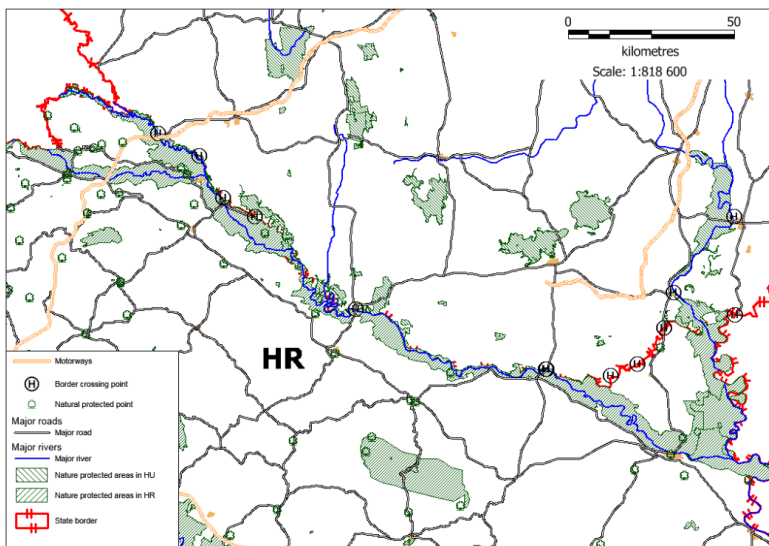 0 50
kilometres
Scale: 1:818 600
H
H
H
H
H
H
H
H
H
H
H
H
HR
Motorways
H Border crossing point
Natural protected point
Major roads
Major road
Major rivers
Major river
Nature protected areas in HU
Nature protected areas in HR
State border